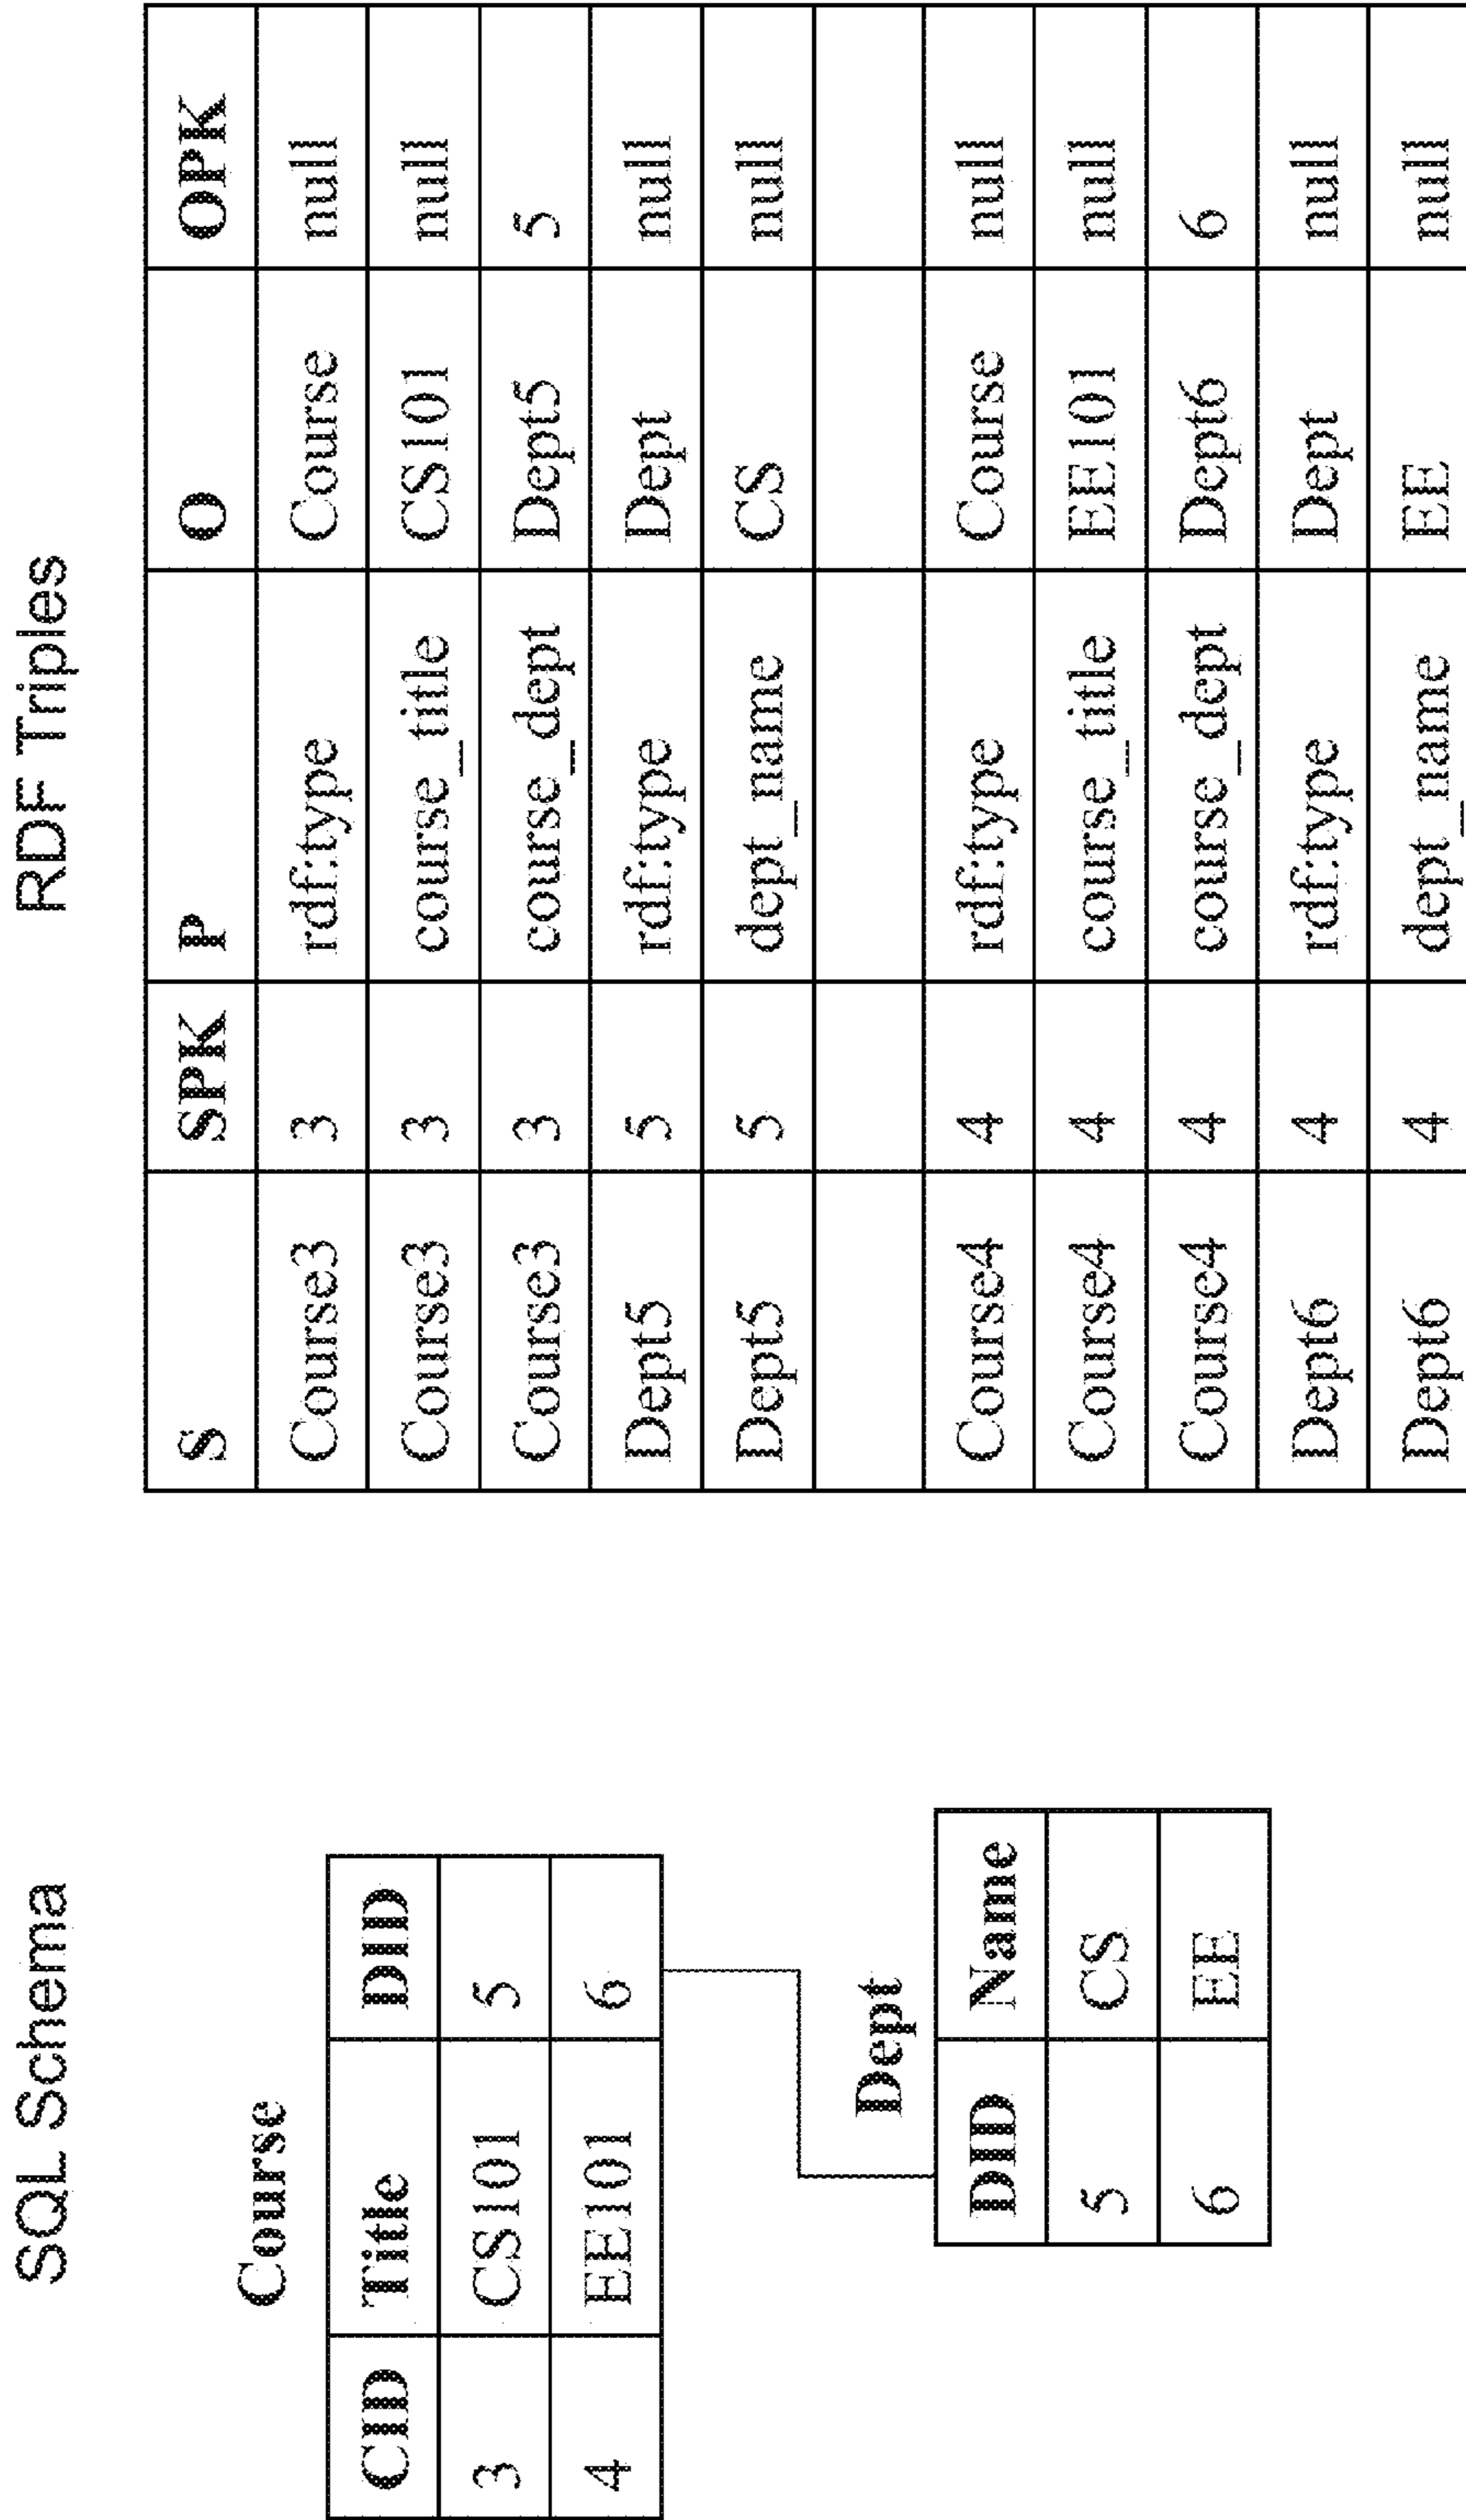 SQL Schema
Course
CID Title DID
3 CS101 5
4 EE101 6
Dept
DID Name
5 CS
6 EE
RDF Triples
S SPK P O OPK
Course3 3 rdf:type Course null
Course3 3 course_title CS101 null
Course3 3 course_dept Dept5 5
Dept5 5 rdf:type Dept null
Dept5 5 dept_name CS null
Course4 4 rdf:type Course null
Course4 4 course_title EE101 null
Course4 4 course_dept Dept6 6
Dept6 4 rdf:type Dept null
Dept6 4 dept_name EE null